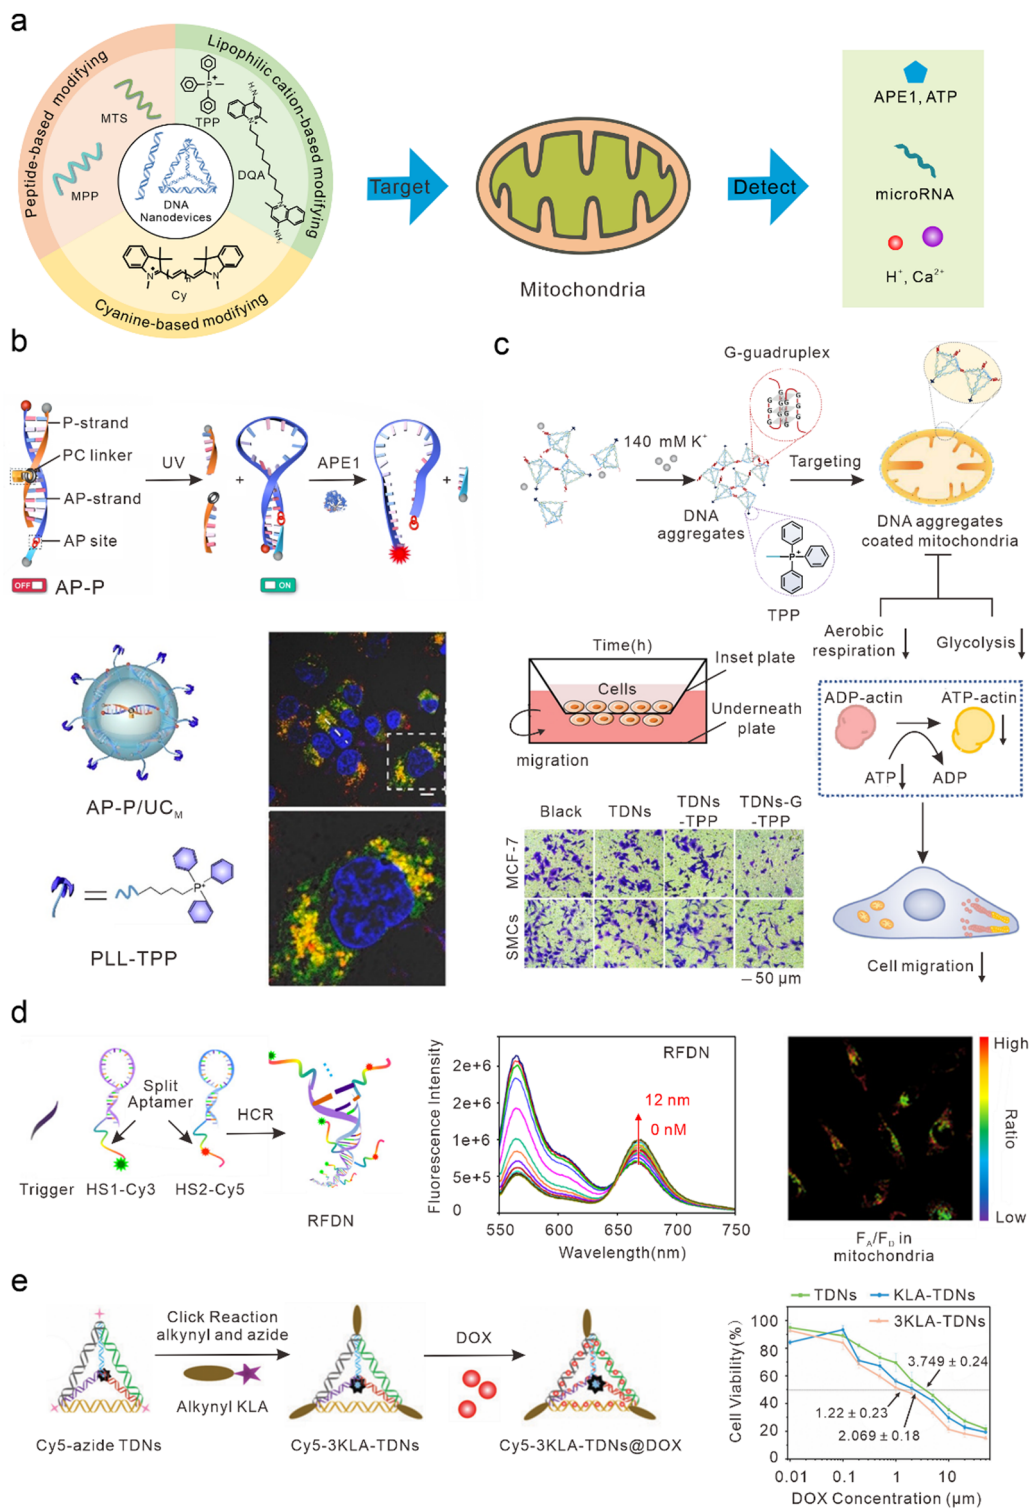 a
Peptide-based modifying
Lipophilic cation-based modifying
Cyanine-based modifying
MTS
MPP
TPP
DQA
H₂N
NH₂
DNA
Nanodevices
N⁺
N
n
Cy
Target
Mitochondria
Detect
APE1, ATP
microRNA
H⁺, Ca²⁺
b
P-strand
PC linker
AP-strand
AP site
OFF
AP-P
UV
+
ON
APE1
+
AP-P/UCM
PLL-TPP
P⁺
c
G-guadruplex
G G G G
140 mM K⁺
DNA
aggregates
Targeting
P⁺
TPP
DNA aggregates
coated mitochondria
Aerobic
respiration
Glycolysis
ADP-actin
ATP-actin
ATP
ADP
Cell migration
Time(h)
Cells
Inset plate
Underneath
plate
migration
Black
TDNs
TDNs
-TPP
TDNs-G
-TPP
MCF-7
SMCs
50 μm
d
Trigger
HS1-Cy3
Split
Aptamer
HS2-Cy5
HCR
RFDN
Fluorescence Intensity
2e+6
2e+6
1e+6
5e+5
0
550
600
650
700
750
Wavelength(nm)
RFDN
12 nm
0 nM
High
Ratio
Low
FA/FD in
mitochondria
e
Cy5-azide TDNs
Click Reaction
alkynyl and azide
Alkynyl KLA
Cy5-3KLA-TDNs
DOX
Cy5-3KLA-TDNs@DOX
TDNs
KLA-TDNs
3KLA-TDNs
Cell Viability(%)
100
80
60
40
20
0
3.749 ± 0.24
1.22 ± 0.23
2.069 ± 0.18
0.01
0.1
1
10
DOX Concentration (μm)